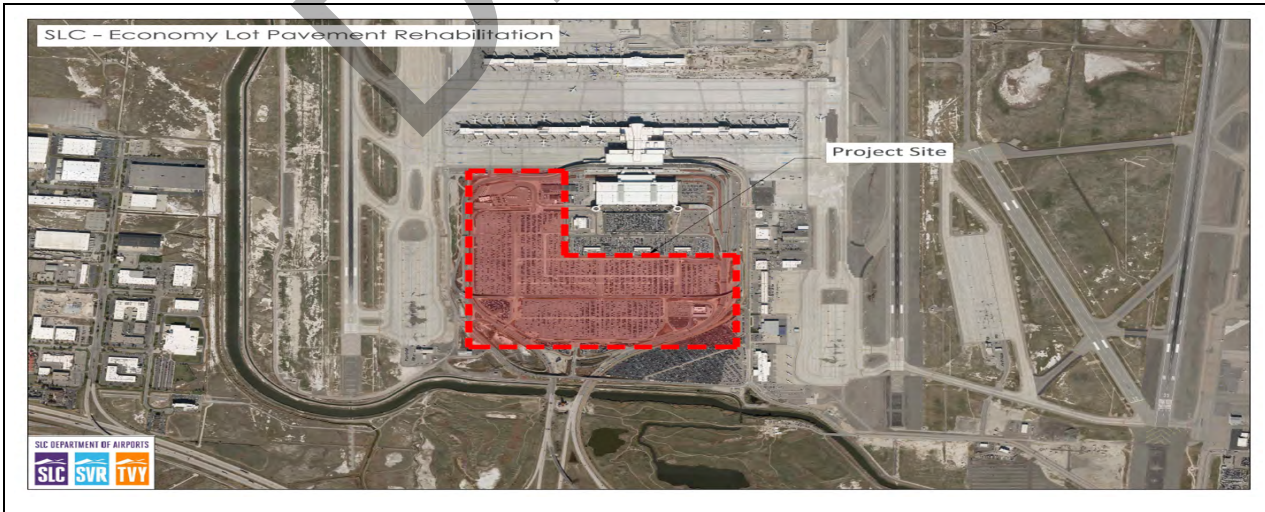 SLC – Economy Lot Pavement Rehabilitation
Project Site
SLC DEPARTMENT OF AIRPORTS
SLC SVR TVY